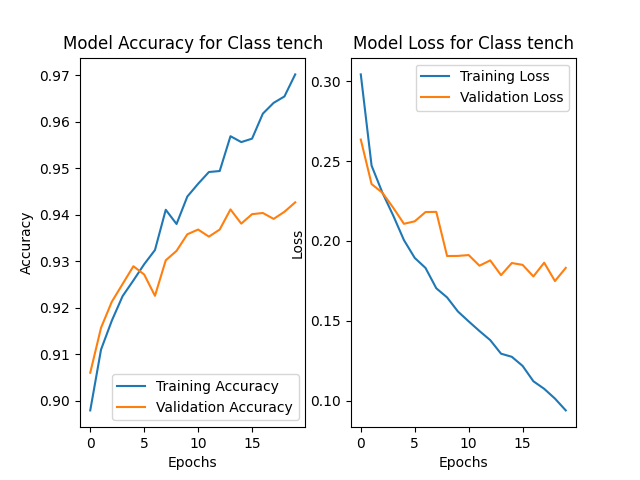 Model Accuracy for Class tench
Accuracy
0.97
0.96
0.95
0.94
0.93
0.92
0.91
0.90
Training Accuracy
Validation Accuracy
0 5 10 15
Epochs
Model Loss for Class tench
Loss
0.30
0.25
0.20
0.15
0.10
Training Loss
Validation Loss
0 5 10 15
Epochs